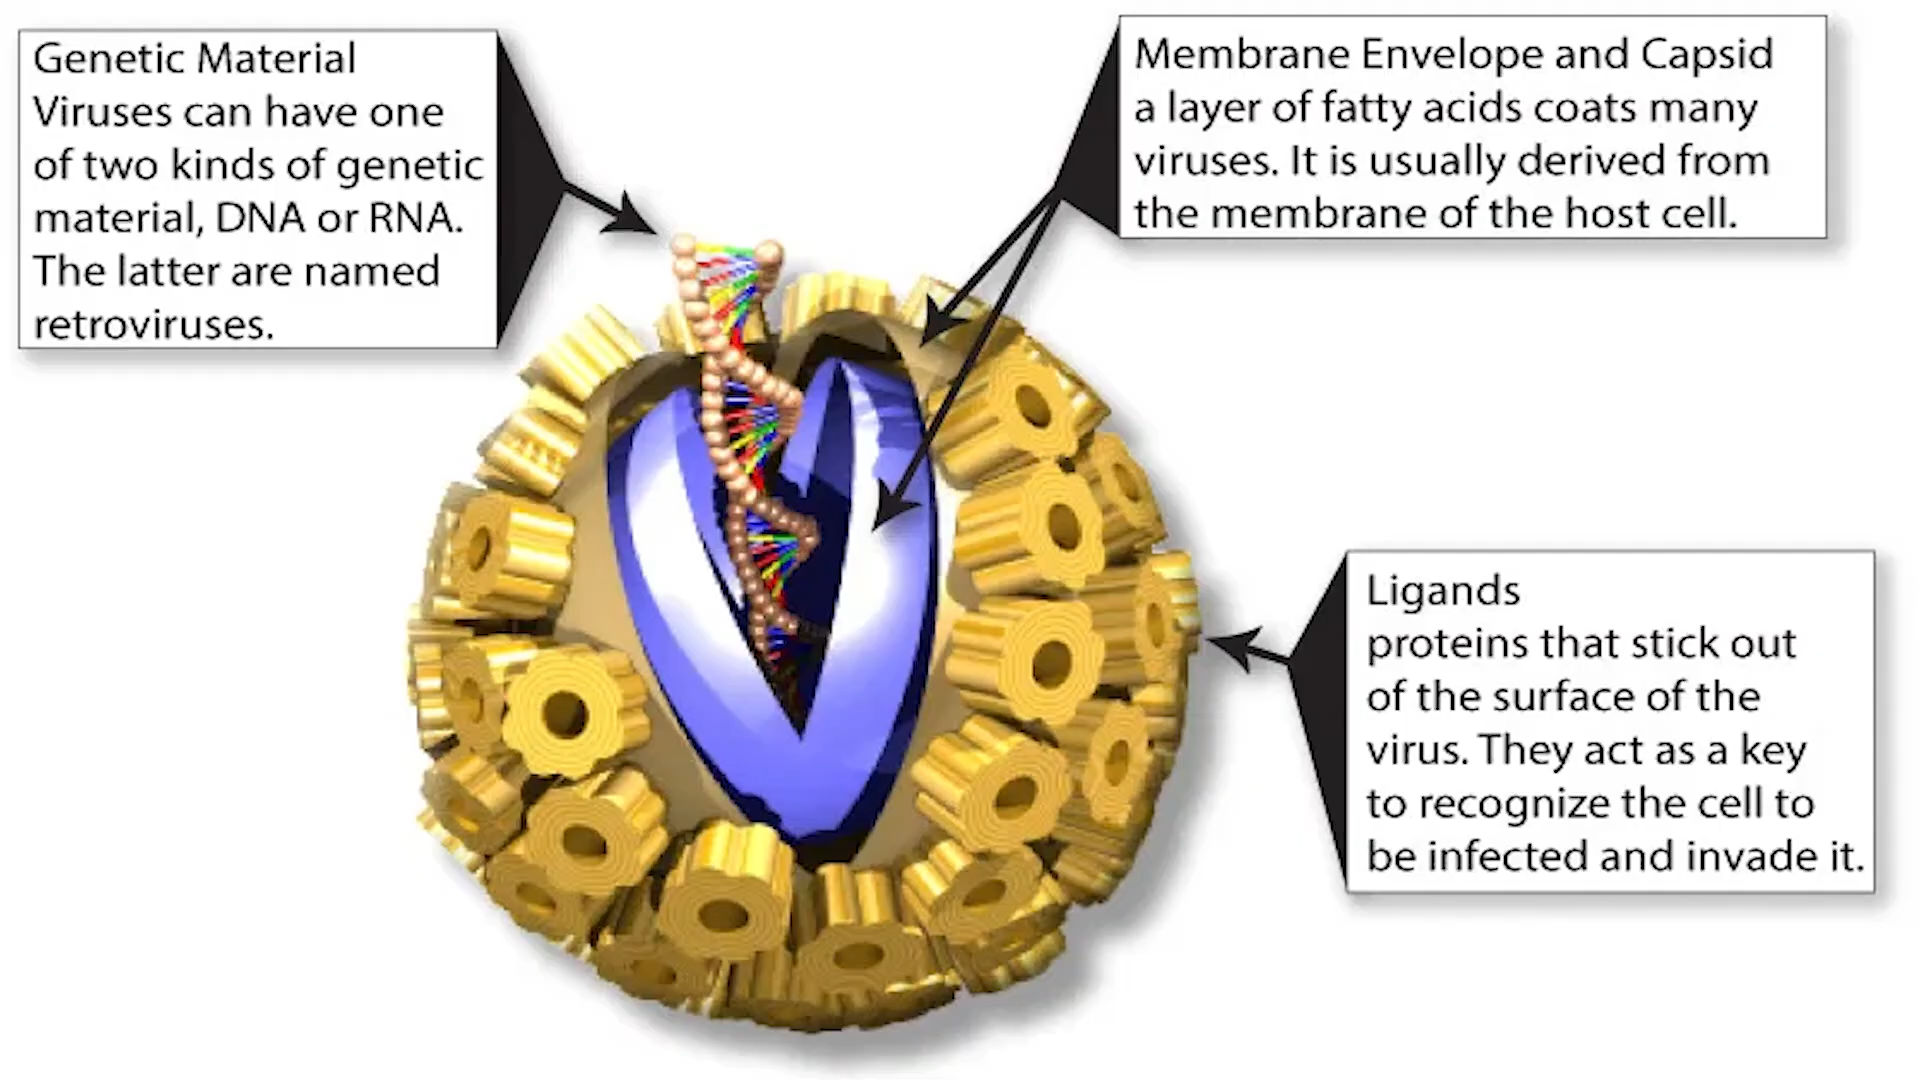 Genetic Material
Viruses can have one
of two kinds of genetic
material, DNA or RNA.
The latter are named
retroviruses.
Membrane Envelope and Capsid
a layer of fatty acids coats many
viruses. It is usually derived from
the membrane of the host cell.
Ligands
proteins that stick out
of the surface of the
virus. They act as a key
to recognize the cell to
be infected and invade it.